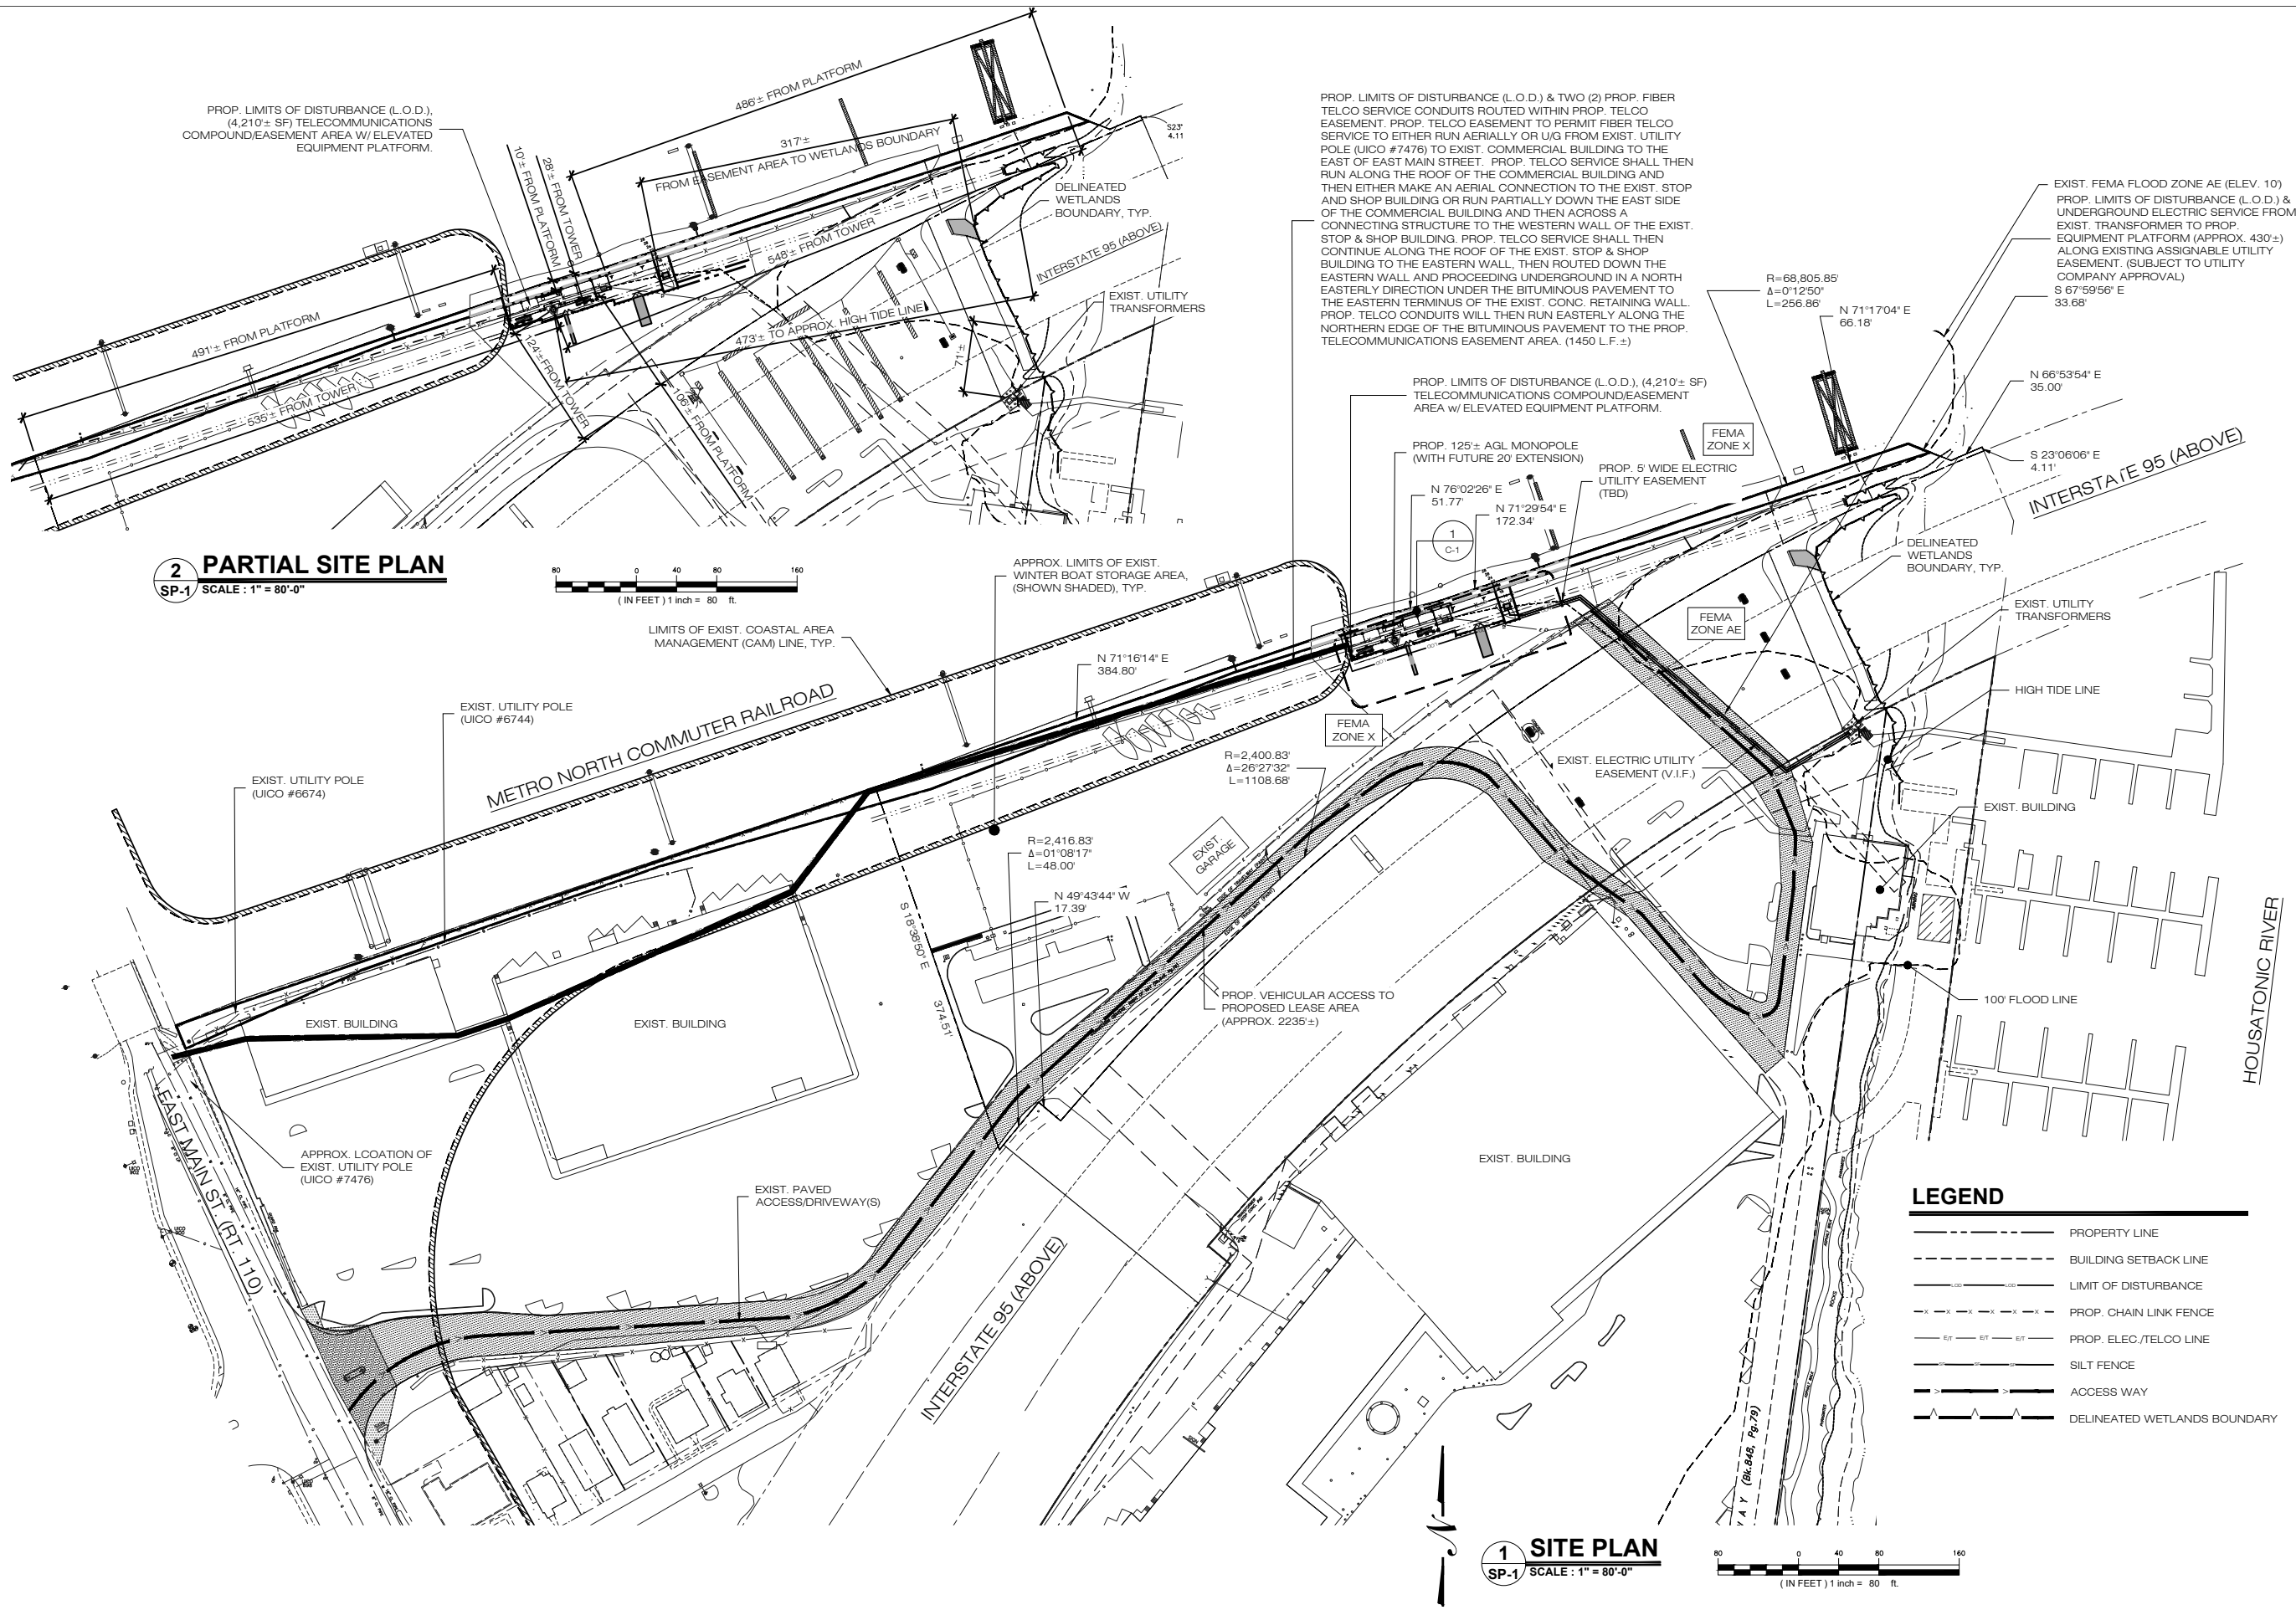 PROP. LIMITS OF DISTURBANCE (L.O.D.),
(4,210'± SF) TELECOMMUNICATIONS
COMPOUND/EASEMENT AREA W/ ELEVATED
EQUIPMENT PLATFORM.
10'± FROM PLATFORM
28'± FROM TOWER
486'± FROM PLATFORM
317'±
FROM EASEMENT AREA TO WETLANDS BOUNDARY
S23°
4.11
DELINEATED
WETLANDS
BOUNDARY, TYP.
548'± FROM TOWER
INTERSTATE 95 (ABOVE)
EXIST. UTILITY
TRANSFORMERS
491'± FROM PLATFORM
473'± TO APPROX. HIGH TIDE LINE
71'±
535'± FROM TOWER
124'± FROM TOWER
106'± FROM PLATFORM
2
SP-1
PARTIAL SITE PLAN
SCALE : 1" = 80'-0"
80 0 40 80 160
( IN FEET ) 1 inch = 80 ft.
PROP. LIMITS OF DISTURBANCE (L.O.D.) & TWO (2) PROP. FIBER
TELCO SERVICE CONDUITS ROUTED WITHIN PROP. TELCO
EASEMENT. PROP. TELCO EASEMENT TO PERMIT FIBER TELCO
SERVICE TO EITHER RUN AERIALLY OR U/G FROM EXIST. UTILITY
POLE (UICO #7476) TO EXIST. COMMERCIAL BUILDING TO THE
EAST OF EAST MAIN STREET. PROP. TELCO SERVICE SHALL THEN
RUN ALONG THE ROOF OF THE COMMERCIAL BUILDING AND
THEN EITHER MAKE AN AERIAL CONNECTION TO THE EXIST. STOP
AND SHOP BUILDING OR RUN PARTIALLY DOWN THE EAST SIDE
OF THE COMMERCIAL BUILDING AND THEN ACROSS A
CONNECTING STRUCTURE TO THE WESTERN WALL OF THE EXIST.
STOP & SHOP BUILDING. PROP. TELCO SERVICE SHALL THEN
CONTINUE ALONG THE ROOF OF THE EXIST. STOP & SHOP
BUILDING TO THE EASTERN WALL, THEN ROUTED DOWN THE
EASTERN WALL AND PROCEEDING UNDERGROUND IN A NORTH
EASTERLY DIRECTION UNDER THE BITUMINOUS PAVEMENT TO
THE EASTERN TERMINUS OF THE EXIST. CONC. RETAINING WALL.
PROP. TELCO CONDUITS WILL THEN RUN EASTERLY ALONG THE
NORTHERN EDGE OF THE BITUMINOUS PAVEMENT TO THE PROP.
TELECOMMUNICATIONS EASEMENT AREA. (1450 L.F.±)
EXIST. FEMA FLOOD ZONE AE (ELEV. 10')
PROP. LIMITS OF DISTURBANCE (L.O.D.) &
UNDERGROUND ELECTRIC SERVICE FROM
EXIST. TRANSFORMER TO PROP.
EQUIPMENT PLATFORM (APPROX. 430'±)
ALONG EXISTING ASSIGNABLE UTILITY
EASEMENT. (SUBJECT TO UTILITY
COMPANY APPROVAL)
S 67°59'56" E
33.68'
R=68,805.85'
Δ=0°12'50"
L=256.86'
N 71°17'04" E
66.18'
N 66°53'54" E
35.00'
S 23°06'06" E
4.11'
PROP. LIMITS OF DISTURBANCE (L.O.D.), (4,210'± SF)
TELECOMMUNICATIONS COMPOUND/EASEMENT
AREA w/ ELEVATED EQUIPMENT PLATFORM.
PROP. 125'± AGL MONOPOLE
(WITH FUTURE 20' EXTENSION)
FEMA
ZONE X
PROP. 5' WIDE ELECTRIC
UTILITY EASEMENT
(TBD)
N 76°02'26" E
51.77'
N 71°29'54" E
172.34'
1
C-1
INTERSTATE 95 (ABOVE)
DELINEATED
WETLANDS
BOUNDARY, TYP.
APPROX. LIMITS OF EXIST.
WINTER BOAT STORAGE AREA,
(SHOWN SHADED), TYP.
LIMITS OF EXIST. COASTAL AREA
MANAGEMENT (CAM) LINE, TYP.
FEMA
ZONE AE
EXIST. UTILITY
TRANSFORMERS
N 71°16'14" E
384.80'
HIGH TIDE LINE
METRO NORTH COMMUTER RAILROAD
EXIST. UTILITY POLE
(UICO #6744)
EXIST. UTILITY POLE
(UICO #6674)
FEMA
ZONE X
R=2,400.83'
Δ=26°27'32"
L=1108.68'
EXIST. ELECTRIC UTILITY
EASEMENT (V.I.F.)
EXIST. BUILDING
EXIST.
GARAGE
R=2,416.83'
Δ=01°08'17"
L=48.00'
N 49°43'44" W
17.39'
S 18°38'50" E
374.51'
PROP. VEHICULAR ACCESS TO
PROPOSED LEASE AREA
(APPROX. 2235'±)
100' FLOOD LINE
HOUSATONIC RIVER
EXIST. BUILDING
EXIST. BUILDING
EAST MAIN ST. (RT. 110)
APPROX. LCOATION OF
EXIST. UTILITY POLE
(UICO #7476)
EXIST. PAVED
ACCESS/DRIVEWAY(S)
EXIST. BUILDING
INTERSTATE 95 (ABOVE)
W A Y (Bk.848, Pg.79)
LEGEND
PROPERTY LINE
BUILDING SETBACK LINE
LOD LOD LIMIT OF DISTURBANCE
X X X X X X PROP. CHAIN LINK FENCE
E/T E/T E/T PROP. ELEC./TELCO LINE
SF SF SF SILT FENCE
ACCESS WAY
DELINEATED WETLANDS BOUNDARY
N
1
SP-1
SITE PLAN
SCALE : 1" = 80'-0"
80 0 40 80 160
( IN FEET ) 1 inch = 80 ft.